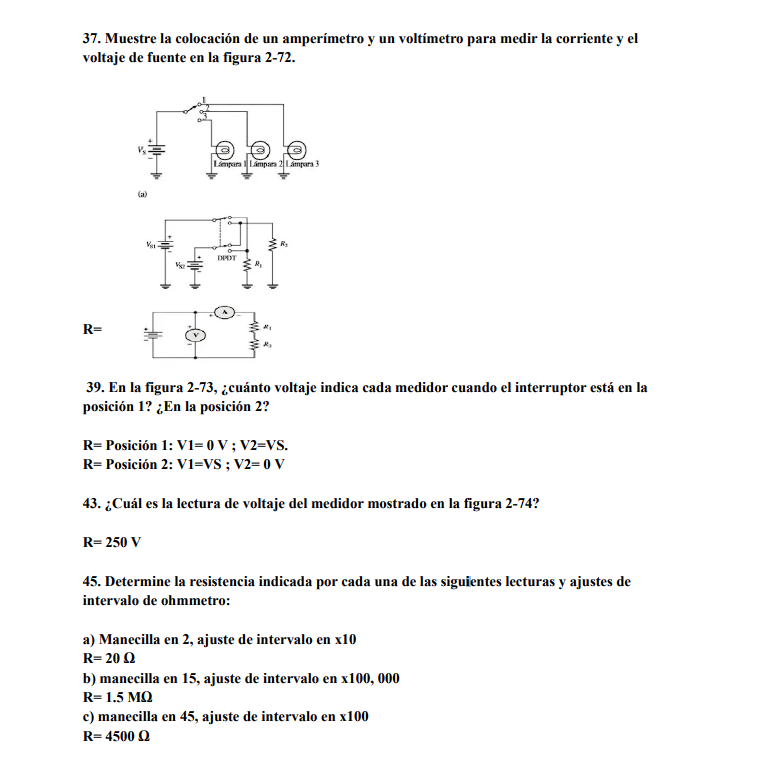 37. Muestre la colocación de un amperímetro y un voltímetro para medir la corriente y el
voltaje de fuente en la figura 2-72.
1
2
3
+
V_S
−
Lámpara 1 Lámpara 2 Lámpara 3
(a)
+
V_S1
−
+
V_S2
−
DPDT
R_1
R_2
R=
+
−
+ A −
+
V
−
R_1
R_2
39. En la figura 2-73, ¿cuánto voltaje indica cada medidor cuando el interruptor está en la
posición 1? ¿En la posición 2?
R= Posición 1: V1= 0 V ; V2=VS.
R= Posición 2: V1=VS ; V2= 0 V
43. ¿Cuál es la lectura de voltaje del medidor mostrado en la figura 2-74?
R= 250 V
45. Determine la resistencia indicada por cada una de las siguientes lecturas y ajustes de
intervalo de ohmmetro:
a) Manecilla en 2, ajuste de intervalo en x10
R= 20 Ω
b) manecilla en 15, ajuste de intervalo en x100, 000
R= 1.5 MΩ
c) manecilla en 45, ajuste de intervalo en x100
R= 4500 Ω